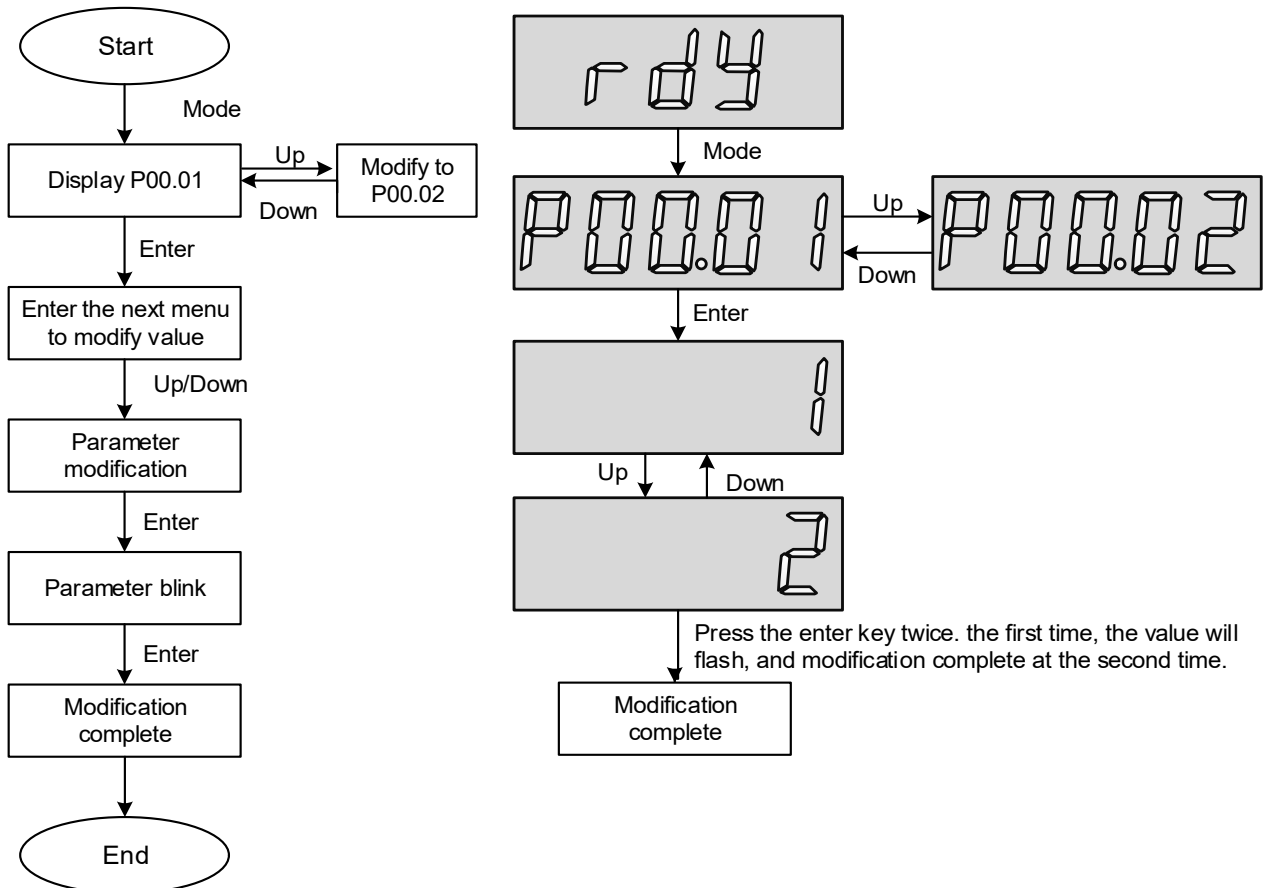 Start
Mode
Display P00.01
Up
Down
Modify to
P00.02
Enter
Enter the next menu
to modify value
Up/Down
Parameter
modification
Enter
Parameter blink
Enter
Modification
complete
End
rdy
Mode
P00.01
Up
Down
P00.02
Enter
1
Up
Down
2
Press the enter key twice. the first time, the value will
flash, and modification complete at the second time.
Modification
complete